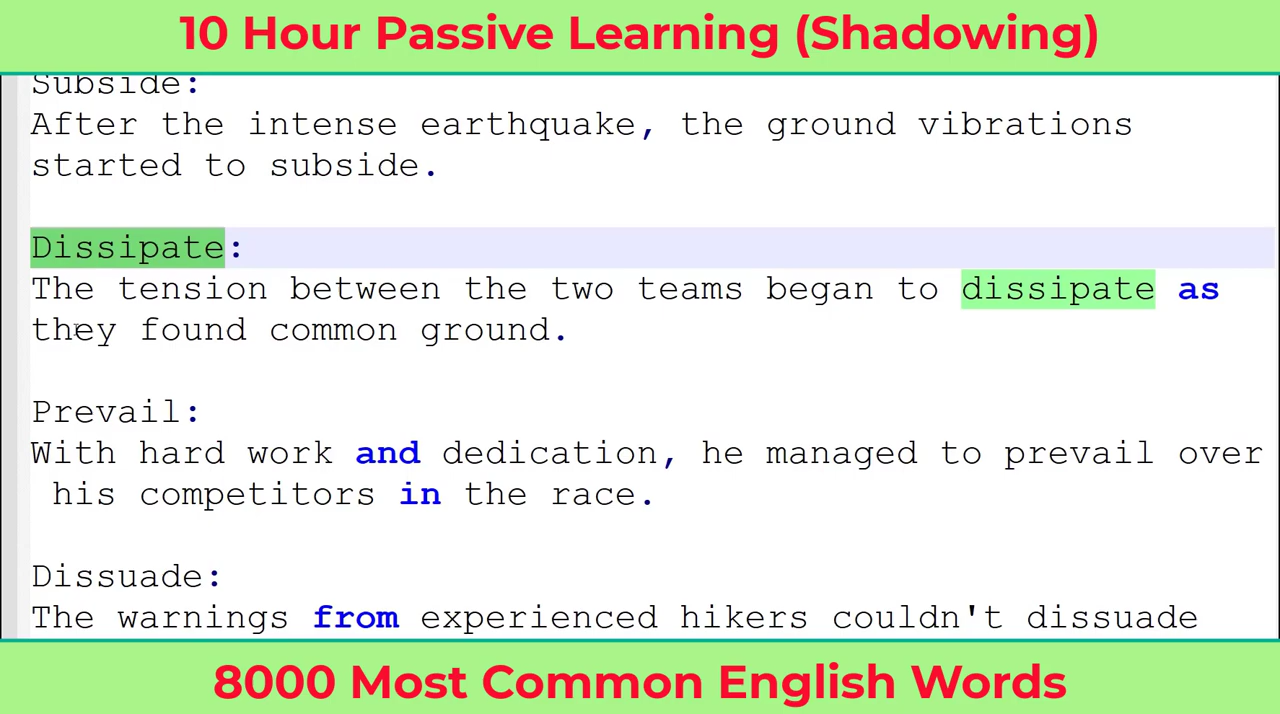 10 Hour Passive Learning (Shadowing)
Subside:
After the intense earthquake, the ground vibrations
started to subside.
Dissipate:
The tension between the two teams began to dissipate as
they found common ground.
Prevail:
With hard work and dedication, he managed to prevail over
his competitors in the race.
Dissuade:
The warnings from experienced hikers couldn't dissuade
8000 Most Common English Words